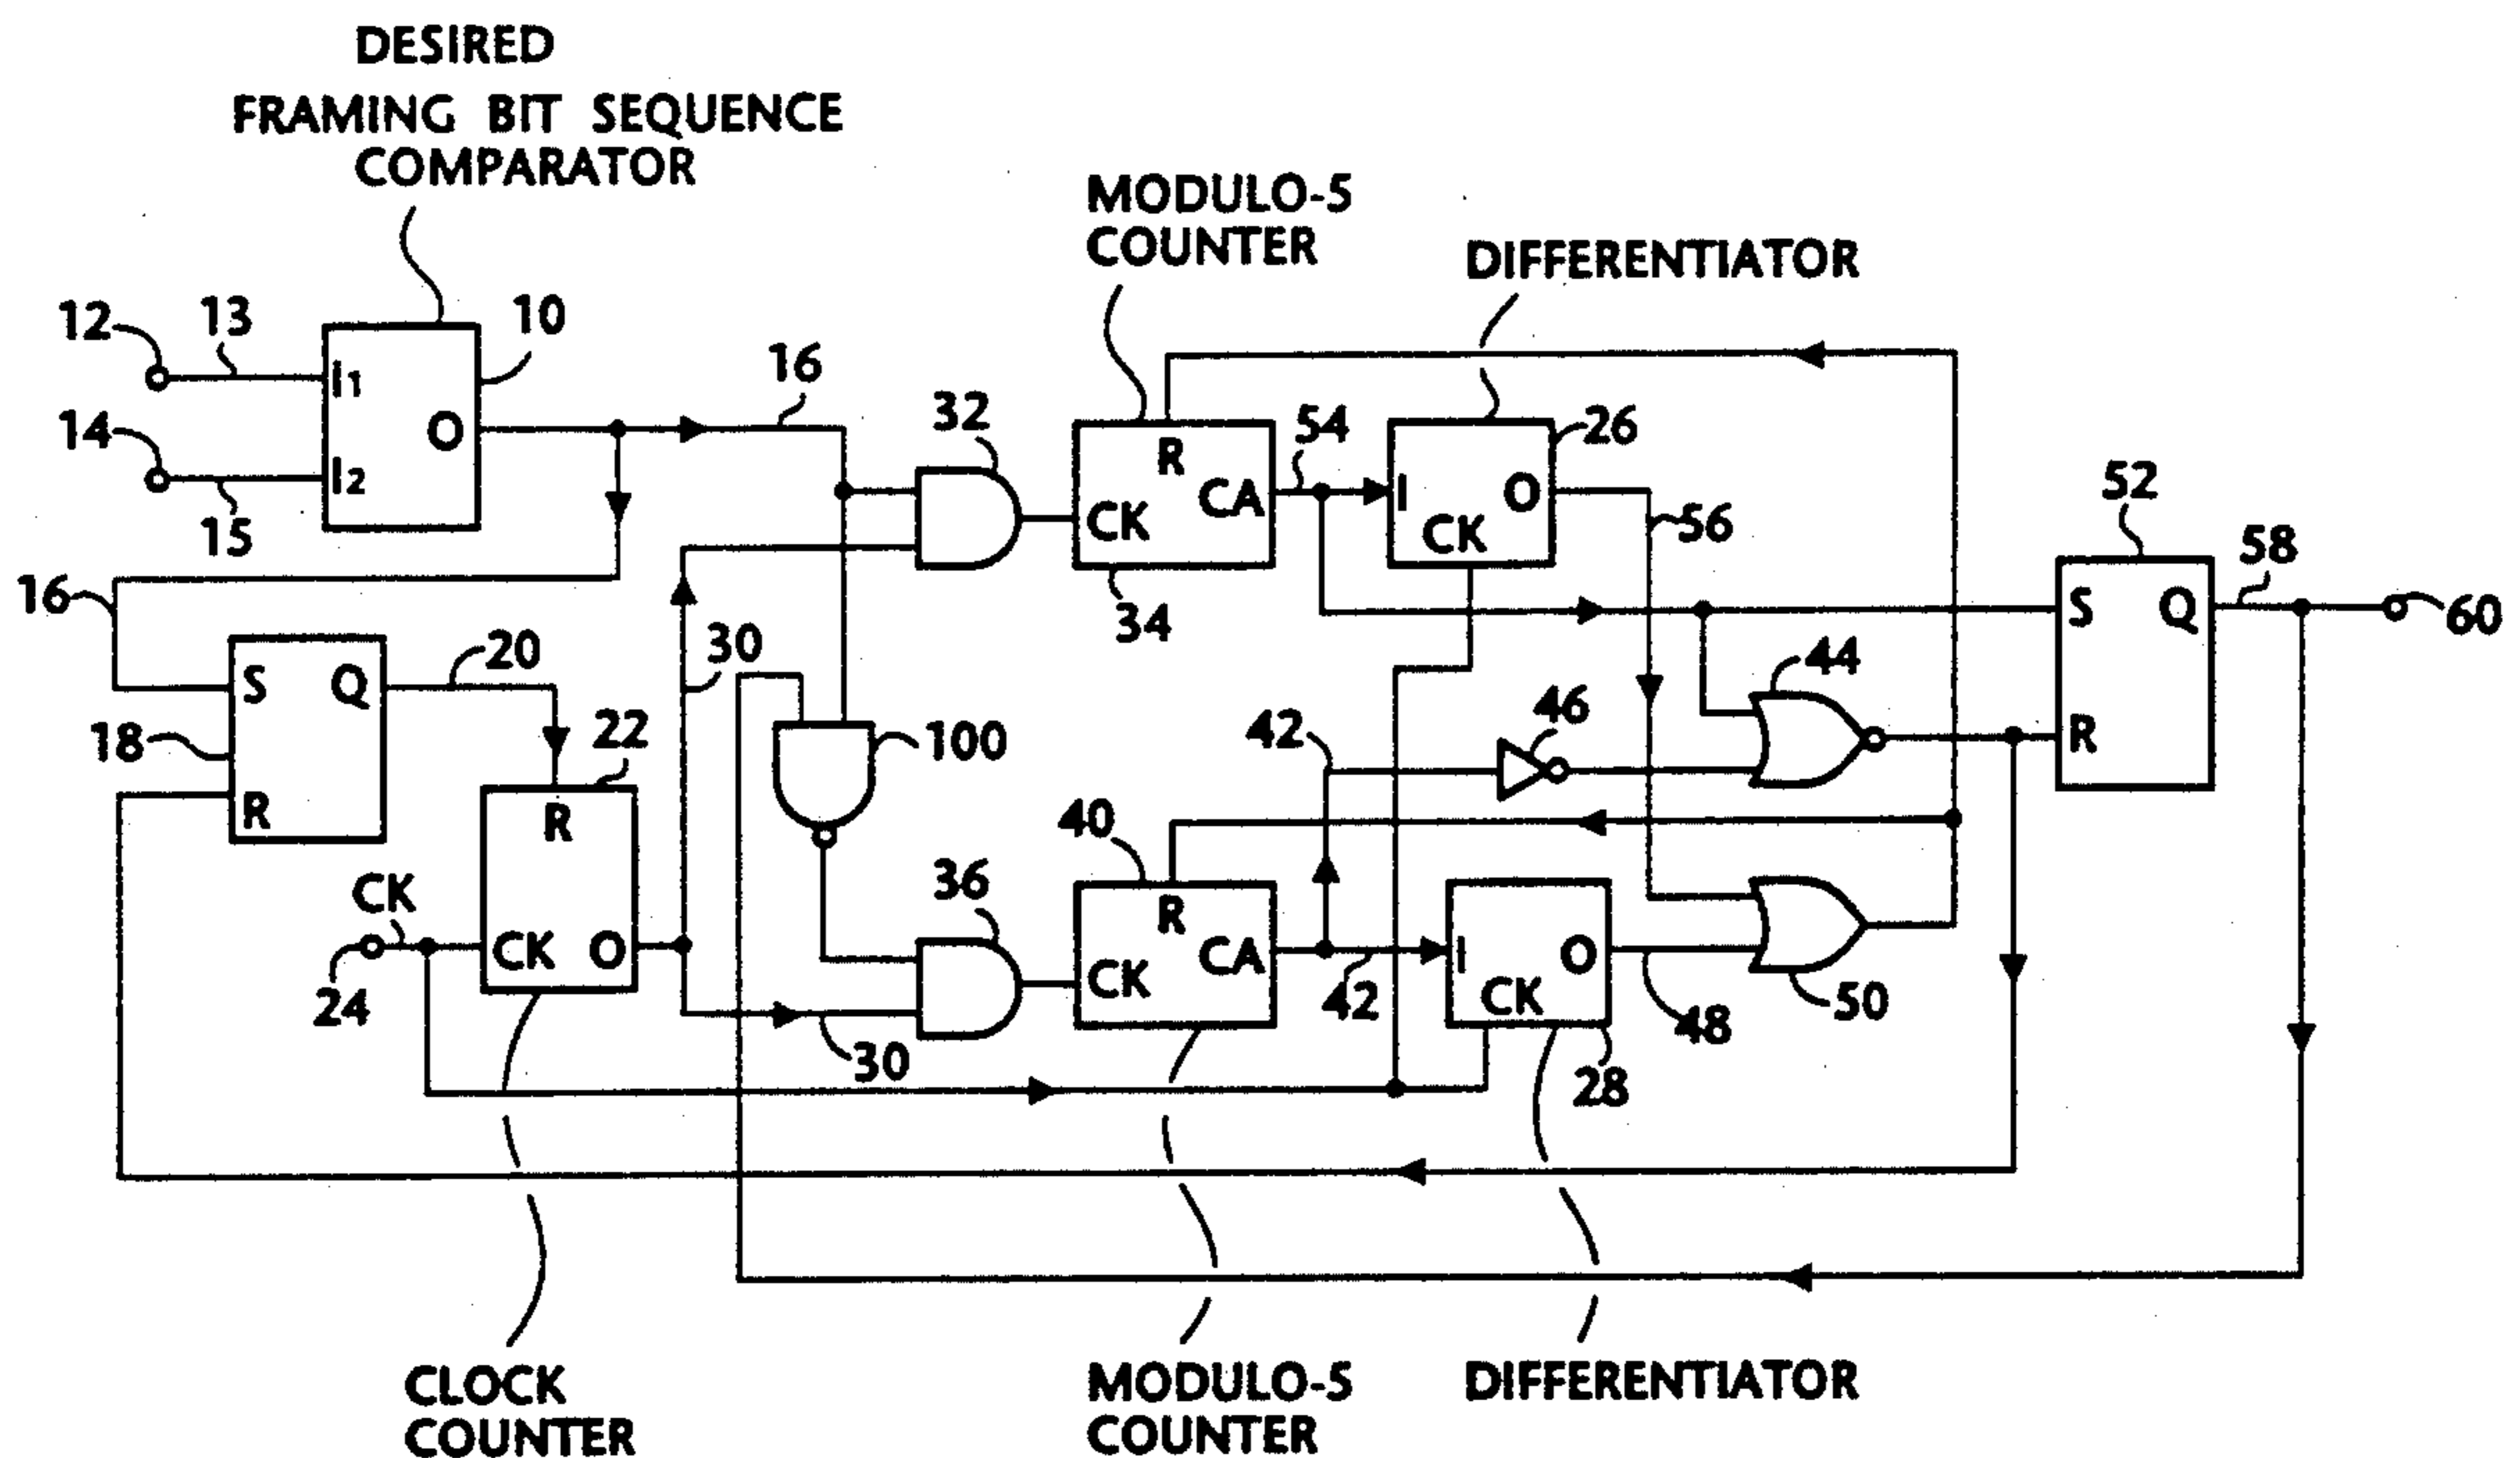 DESIRED
FRAMING BIT SEQUENCE
COMPARATOR
MODULO-5
COUNTER
DIFFERENTIATOR
12
13
10
I1
14
O
I2
15
16
32
R
CA
CK
34
54
26
I
O
CK
56
52
58
S
Q
60
R
16
S
Q
20
18
R
22
R
30
100
42
46
44
CK
24
CK
O
36
40
R
CA
CK
42
I
O
CK
48
50
28
30
CLOCK
COUNTER
MODULO-5
COUNTER
DIFFERENTIATOR